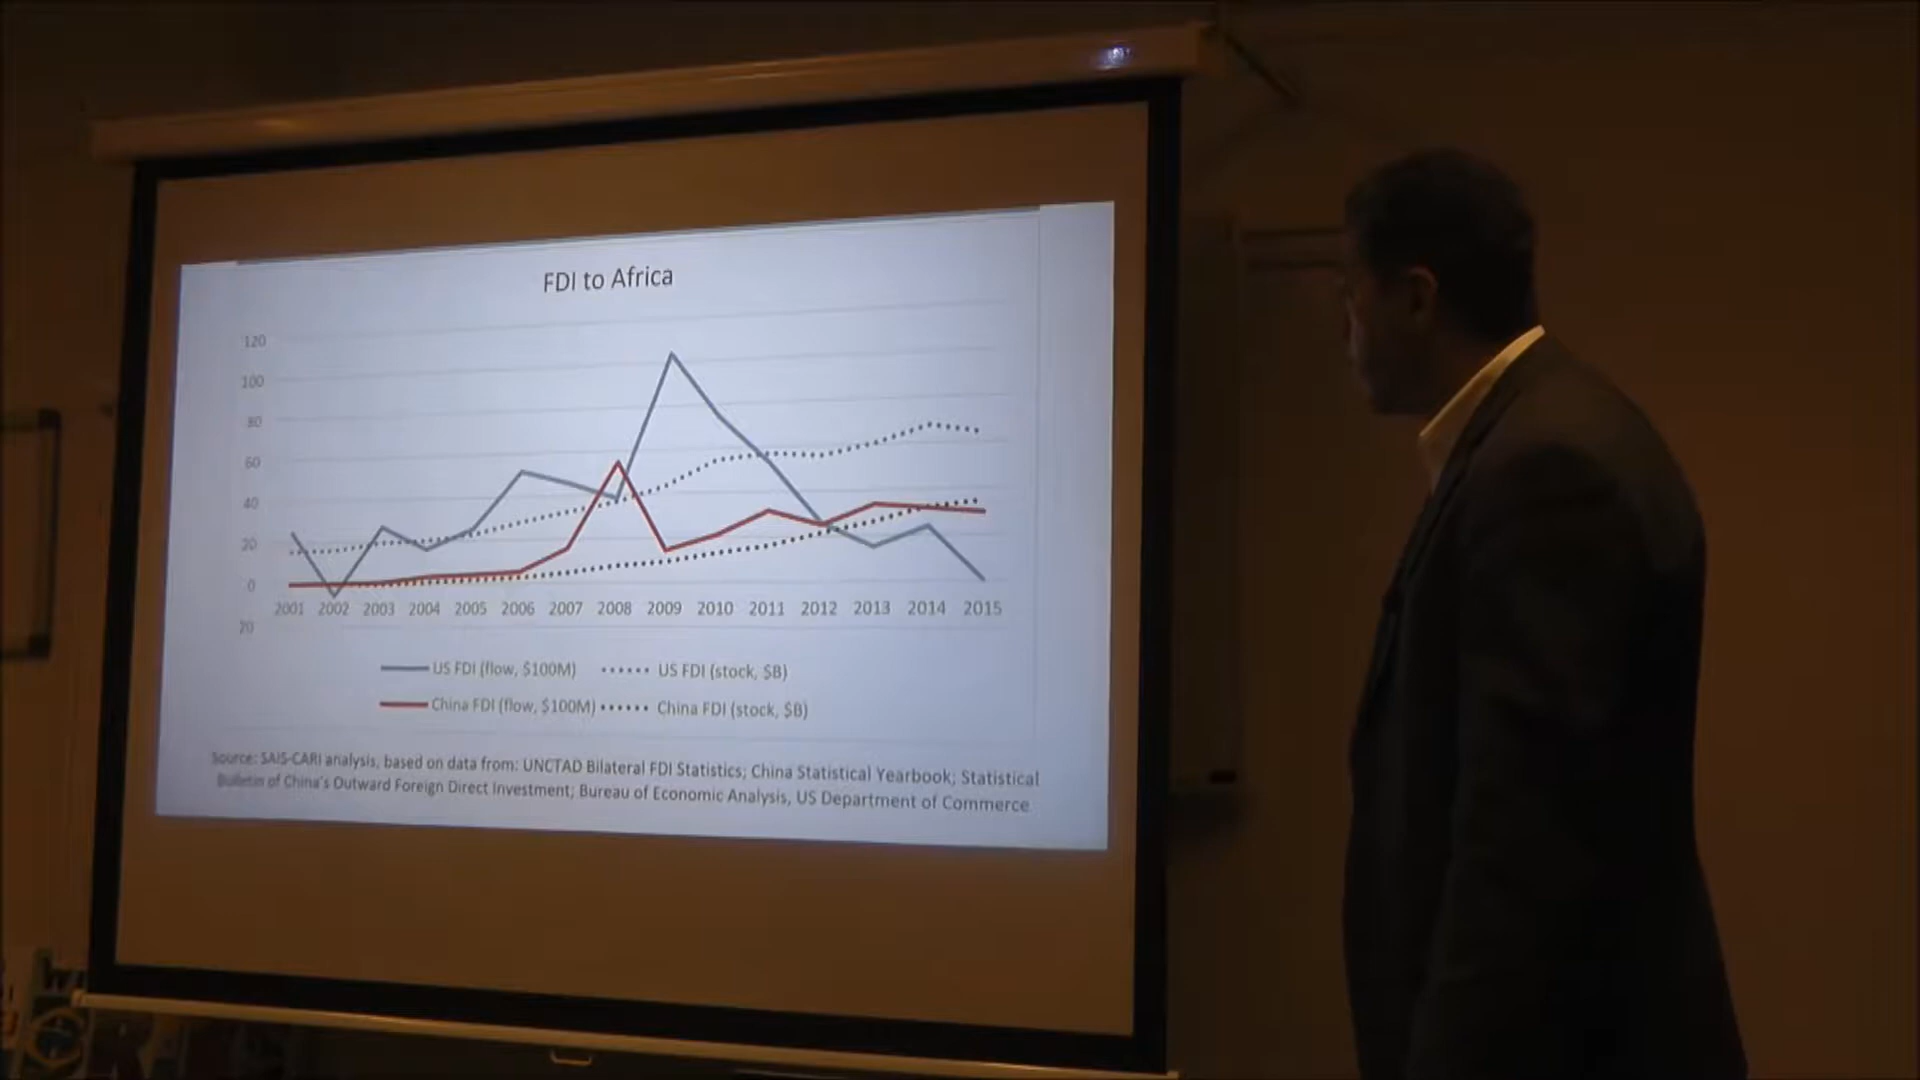 FDI to Africa
120
100
80
60
40
20
0
20
2001 2002 2003 2004 2005 2006 2007 2008 2009 2010 2011 2012 2013 2014 2015
US FDI (flow, $100M) US FDI (stock, $B)
China FDI (flow, $100M) China FDI (stock, $B)
Source: SAIS-CARI analysis, based on data from: UNCTAD Bilateral FDI Statistics; China Statistical Yearbook; Statistical
Bulletin of China's Outward Foreign Direct Investment; Bureau of Economic Analysis, US Department of Commerce